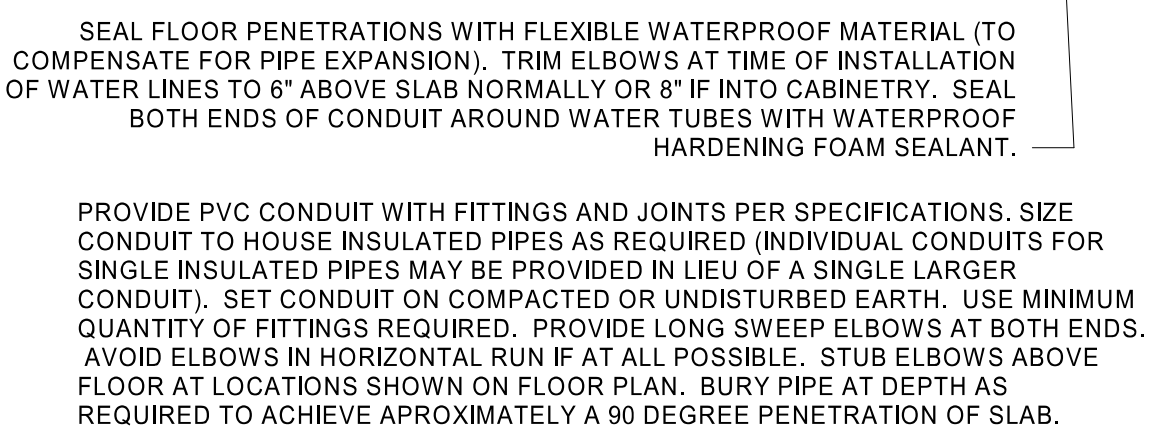 SEAL FLOOR PENETRATIONS WITH FLEXIBLE WATERPROOF MATERIAL (TO
COMPENSATE FOR PIPE EXPANSION).  TRIM ELBOWS AT TIME OF INSTALLATION
OF WATER LINES TO 6" ABOVE SLAB NORMALLY OR 8" IF INTO CABINETRY.  SEAL
BOTH ENDS OF CONDUIT AROUND WATER TUBES WITH WATERPROOF
HARDENING FOAM SEALANT.
PROVIDE PVC CONDUIT WITH FITTINGS AND JOINTS PER SPECIFICATIONS. SIZE
CONDUIT TO HOUSE INSULATED PIPES AS REQUIRED (INDIVIDUAL CONDUITS FOR
SINGLE INSULATED PIPES MAY BE PROVIDED IN LIEU OF A SINGLE LARGER
CONDUIT).  SET CONDUIT ON COMPACTED OR UNDISTURBED EARTH.  USE MINIMUM
QUANTITY OF FITTINGS REQUIRED.  PROVIDE LONG SWEEP ELBOWS AT BOTH ENDS.
AVOID ELBOWS IN HORIZONTAL RUN IF AT ALL POSSIBLE.  STUB ELBOWS ABOVE
FLOOR AT LOCATIONS SHOWN ON FLOOR PLAN.  BURY PIPE AT DEPTH AS
REQUIRED TO ACHIEVE APROXIMATELY A 90 DEGREE PENETRATION OF SLAB.